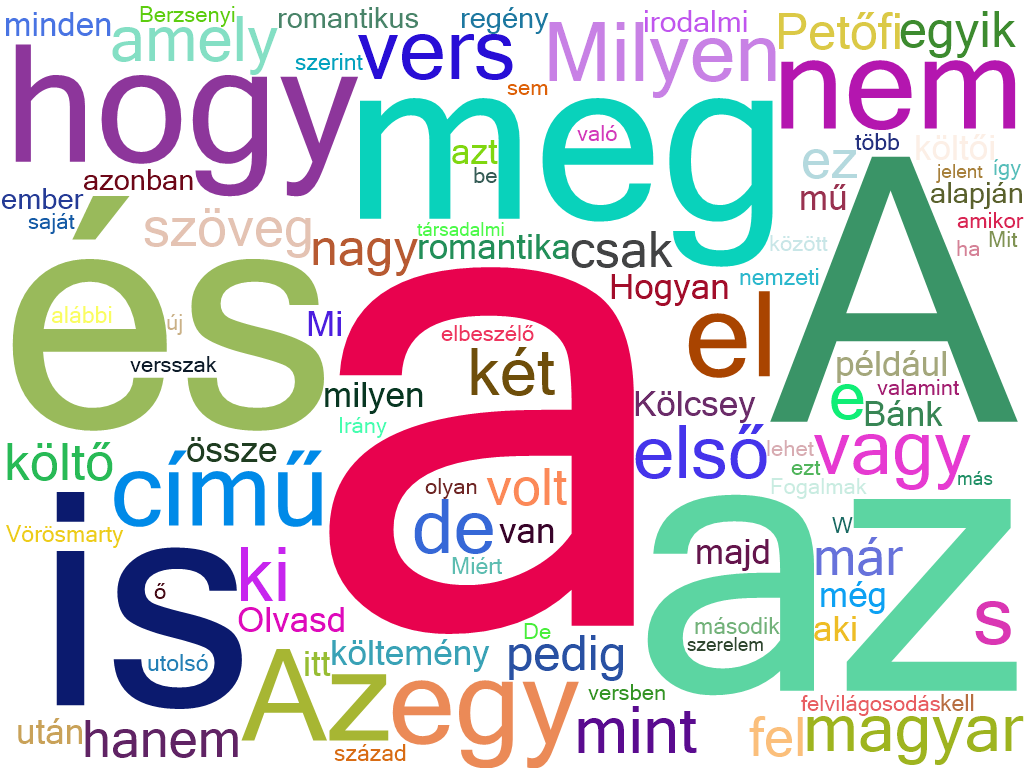 minden
Berzsenyi
amely
romantikus
regény
irodalmi
Petőfi
egyik
szerint
vers
Milyen
sem
nem
hogy
meg
való
azt
be
több
költői
ez
jelent
így
azonban
ember
saját
mű
alapján
amikor
Mit
ha
szöveg
nagy
társadalmi
romantika
csak
között
nemzeti
Hogyan
és
a
A
alábbi
új
Mi
elbeszélő
el
versszak
két
milyen
például
valamint
e
Bánk
Kölcsey
Irány
költő
össze
első
lehet
vagy
ezt
más
Fogalmak
című
olyan
volt
de
van
az
W
Vörösmarty
is
ő
ki
Miért
majd
már
még
s
Olvasd
De
második
aki
szerelem
utolsó
itt
költemény
pedig
Az
egy
versben
felvilágosodás
kell
után
hanem
század
mint
fel
magyar